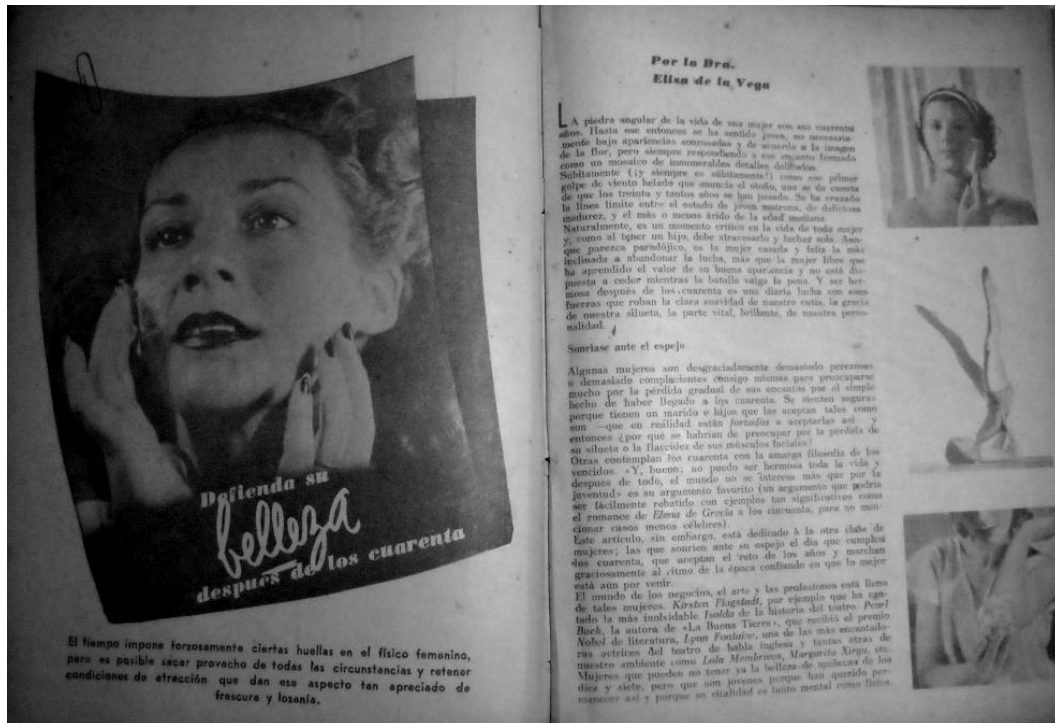 Defienda su
belleza
después de los cuarenta
El tiempo impone forzosamente ciertas huellas en el físico femenino,
pero es posible sacar provecho de todas las circunstancias y retener
condiciones de atracción que dan ese aspecto tan apreciado de
frescura y lozanía.
Por la Dra.
Elisa de la Vega
LA piedra angular de la vida de una mujer son sus cuarenta
años. Hasta ese entonces se ha sentido joven, no necesaria-
mente bajo apariencias sonrosadas y de acuerdo a la imagen
de la flor, pero siempre respondiendo a ese encanto formado
como un mosaico de innumerables detalles delicados.
Súbitamente (¡y siempre es súbitamente!) como ese primer
golpe de viento helado que anuncia el otoño, una se da cuenta
de que los treinta y tantos años se han pasado. Se ha cruzado
la línea límite entre el estado de joven matrona, de deliciosa
madurez, y el más o menos árido de la edad mediana.
Naturalmente, es un momento crítico en la vida de toda mujer
y, como al tener un hijo, debe atravesarlo y luchar sola. Aun-
que parezca paradójico, es la mujer casada y feliz la más
inclinada a abandonar la lucha, más que la mujer libre que
ha aprendido el valor de su buena apariencia y no está dis-
puesta a ceder mientras la batalla valga la pena. Y ser her-
mosa después de los cuarenta es una diaria lucha con esas
fuerzas que roban la clara suavidad de nuestro cutis, la gracia
de nuestra silueta, la parte vital, brillante, de nuestra perso-
nalidad.
Sonríase ante el espejo
Algunas mujeres son desgraciadamente demasiado perezosas
o demasiado complacientes consigo mismas para preocuparse
mucho por la pérdida gradual de sus encantos por el simple
hecho de haber llegado a los cuarenta. Se sienten seguras
porque tienen un marido e hijos que las aceptan tales como
son —que en realidad están forzados a aceptarlas así y
entonces ¿por qué se habrían de preocupar por la pérdida de
su silueta o la flaccidez de sus músculos faciales?
Otras contemplan los cuarenta con la amarga filosofía de los
vencidos. «Y, bueno; no puedo ser hermosa toda la vida y
después de todo, el mundo no se interesa más que por la
juventud» es su argumento favorito (un argumento que podría
ser fácilmente rebatido con ejemplos tan significativos como
el romance de Elena de Grecia a los cincuenta, para no men-
cionar casos menos célebres).
Este artículo, sin embargo, está dedicado à la otra clase de
mujeres; las que sonríen ante su espejo el día que cumplen
los cuarenta, que aceptan el reto de los años y marchan
graciosamente al ritmo de la época confiando en que lo mejor
está aún por venir.
El mundo de los negocios, el arte y las profesiones está lleno
de tales mujeres. Kirsten Flagstadt, por ejemplo que ha can-
tado la más inolvidable Isolda de la historia del teatro. Pearl
Buck, la autora de «La Buena Tierra», que recibió el premio
Nobel de literatura, Lynn Fontaine, una de las más encantado-
ras actrices del teatro de habla inglesa y tantas otras de
nuestro ambiente como Lola Membrives, Margarita Xirgu, etc.
Mujeres que pueden no tener ya la belleza de muñecas de los
diez y siete, pero que son jóvenes porque han querido per-
manecer así y porque su vitalidad es tanto mental como física.